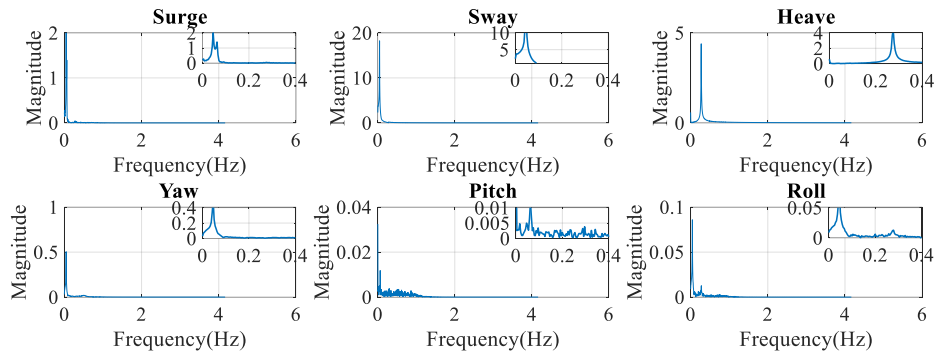 Surge
Magnitude
2
1
0
0 2 4 6
Frequency(Hz)
2
1
0
0 0.2 0.4
Sway
Magnitude
20
10
0
0 2 4 6
Frequency(Hz)
10
5
0 0.2 0.4
Heave
Magnitude
5
0
0 2 4 6
Frequency(Hz)
4
2
0
0 0.2 0.4
Yaw
Magnitude
1
0.5
0
0 2 4 6
Frequency(Hz)
0.4
0.2
0
0 0.2 0.4
Pitch
Magnitude
0.04
0.02
0
0 2 4 6
Frequency(Hz)
0.01
0.005
0
0 0.2 0.4
Roll
Magnitude
0.1
0.05
0
0 2 4 6
Frequency(Hz)
0.05
0
0 0.2 0.4